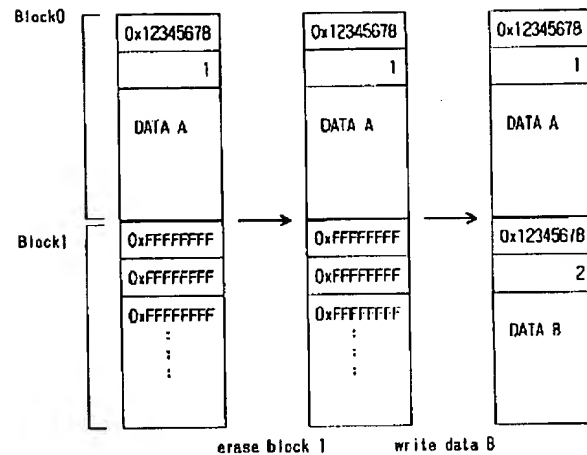 Block0
0x12345678
0x12345678
0x12345678
1
1
1
DATA A
DATA A
DATA A
Block1
0xFFFFFFFF
0xFFFFFFFF
0x12345678
0xFFFFFFFF
0xFFFFFFFF
2
0xFFFFFFFF
0xFFFFFFFF
DATA B
erase block 1
write data B